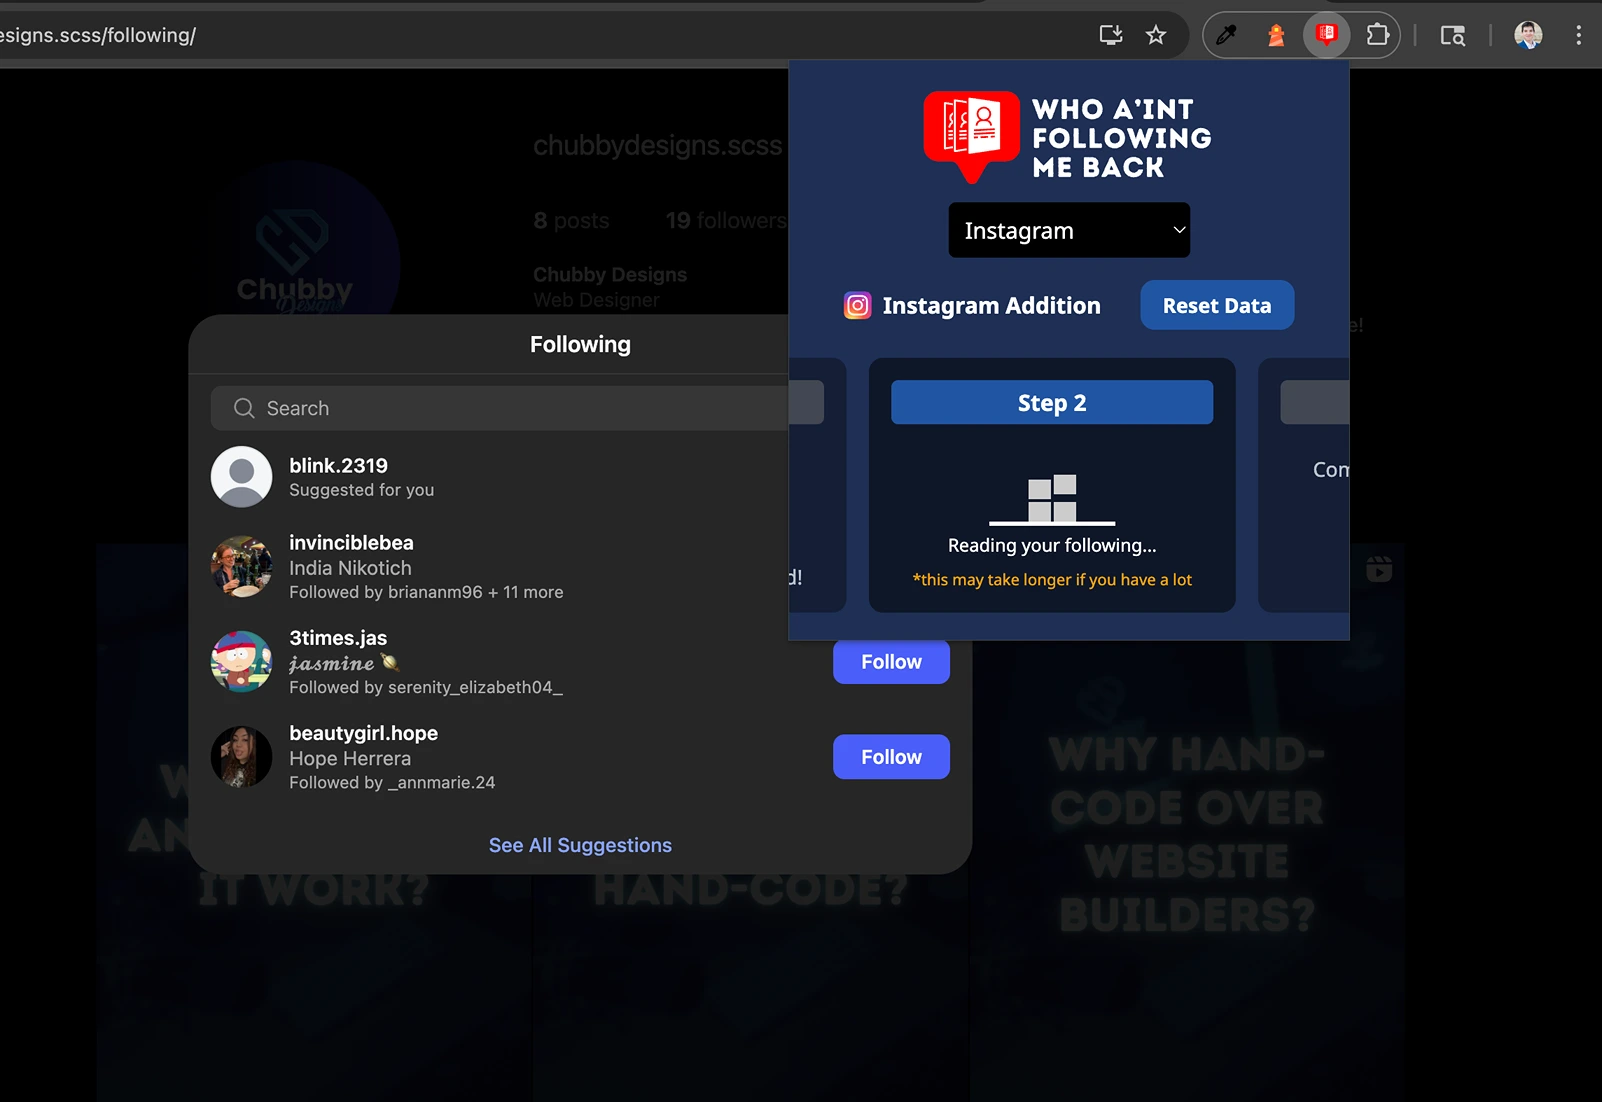 esigns.scss/following/
WHO A'INT
FOLLOWING
ME BACK
Instagram
Instagram Addition
Reset Data
Step 2
Reading your following...
*this may take longer if you have a lot
d!
Com
chubbydesigns.scss
8 posts 19 followers
Chubby Designs
Web Designer
e!
Chubby
Designs
Following
Search
blink.2319
Suggested for you
invinciblebea
India Nikotich
Followed by briananm96 + 11 more
3times.jas
𝓳𝓪𝓼𝓶𝓲𝓷𝓮 🪐
Followed by serenity_elizabeth04_
Follow
beautygirl.hope
Hope Herrera
Followed by _annmarie.24
Follow
See All Suggestions
W
AN
IT WORK?
HAND-CODE?
WHY HAND-
CODE OVER
WEBSITE
BUILDERS?